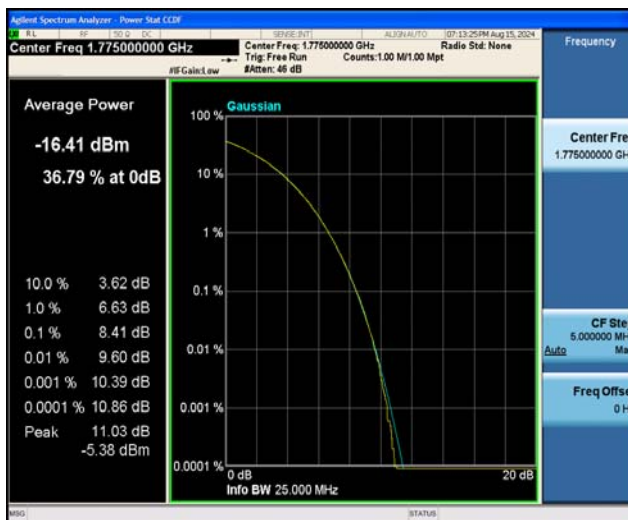 Agilent Spectrum Analyzer - Power Stat CCDF
RL RF 50 Ω DC SENSE:INT ALIGN AUTO 07:13:25PM Aug 15, 2024
Center Freq 1.775000000 GHz
Center Freq: 1.775000000 GHz Radio Std: None
Trig: Free Run Counts:1.00 M/1.00 Mpt
#IFGain:Low #Atten: 46 dB
Frequency
Average Power
-16.41 dBm
36.79 % at 0dB
10.0 % 3.62 dB
1.0 % 6.63 dB
0.1 % 8.41 dB
0.01 % 9.60 dB
0.001 % 10.39 dB
0.0001 % 10.86 dB
Peak 11.03 dB
-5.38 dBm
Gaussian
100 %
10 %
1 %
0.1 %
0.01 %
0.001 %
0.0001 %
0 dB 20 dB
Info BW 25.000 MHz
Center Fre
1.775000000 GH
CF Ste
5.000000 MH
Auto Ma
Freq Offse
0 H
MSG STATUS